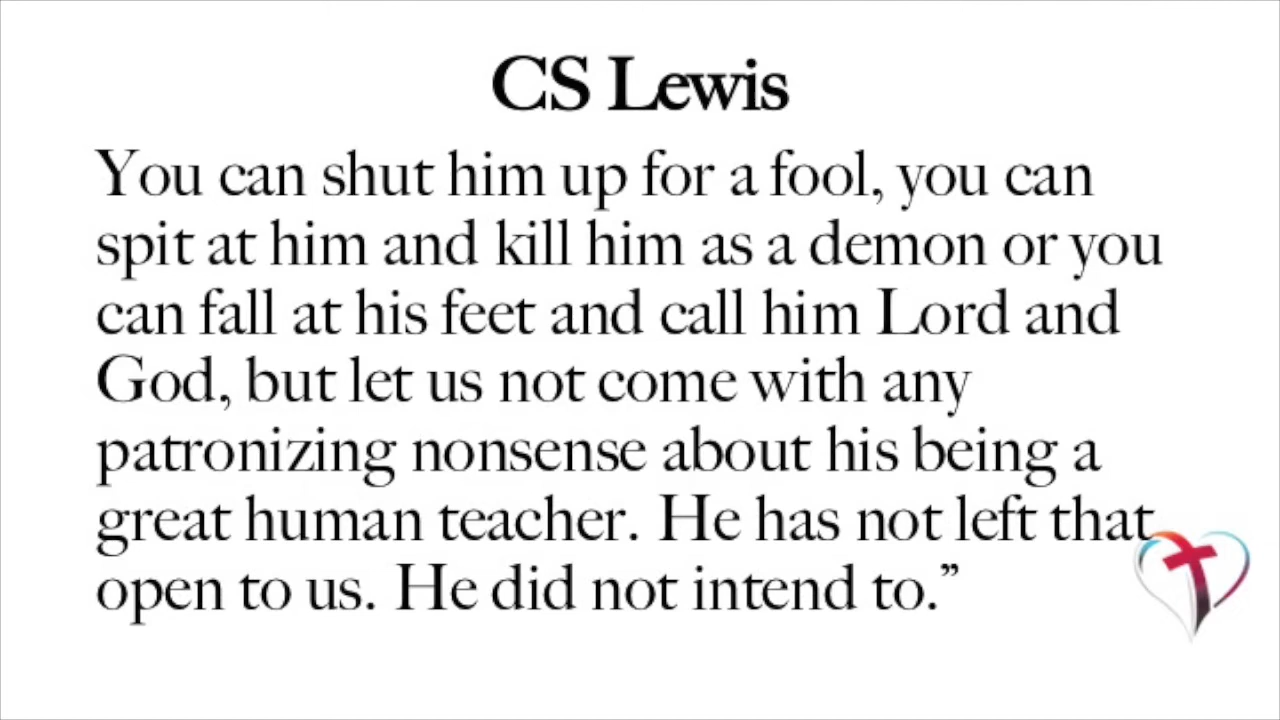 CS Lewis
You can shut him up for a fool, you can
spit at him and kill him as a demon or you
can fall at his feet and call him Lord and
God, but let us not come with any
patronizing nonsense about his being a
great human teacher. He has not left that
open to us. He did not intend to.”